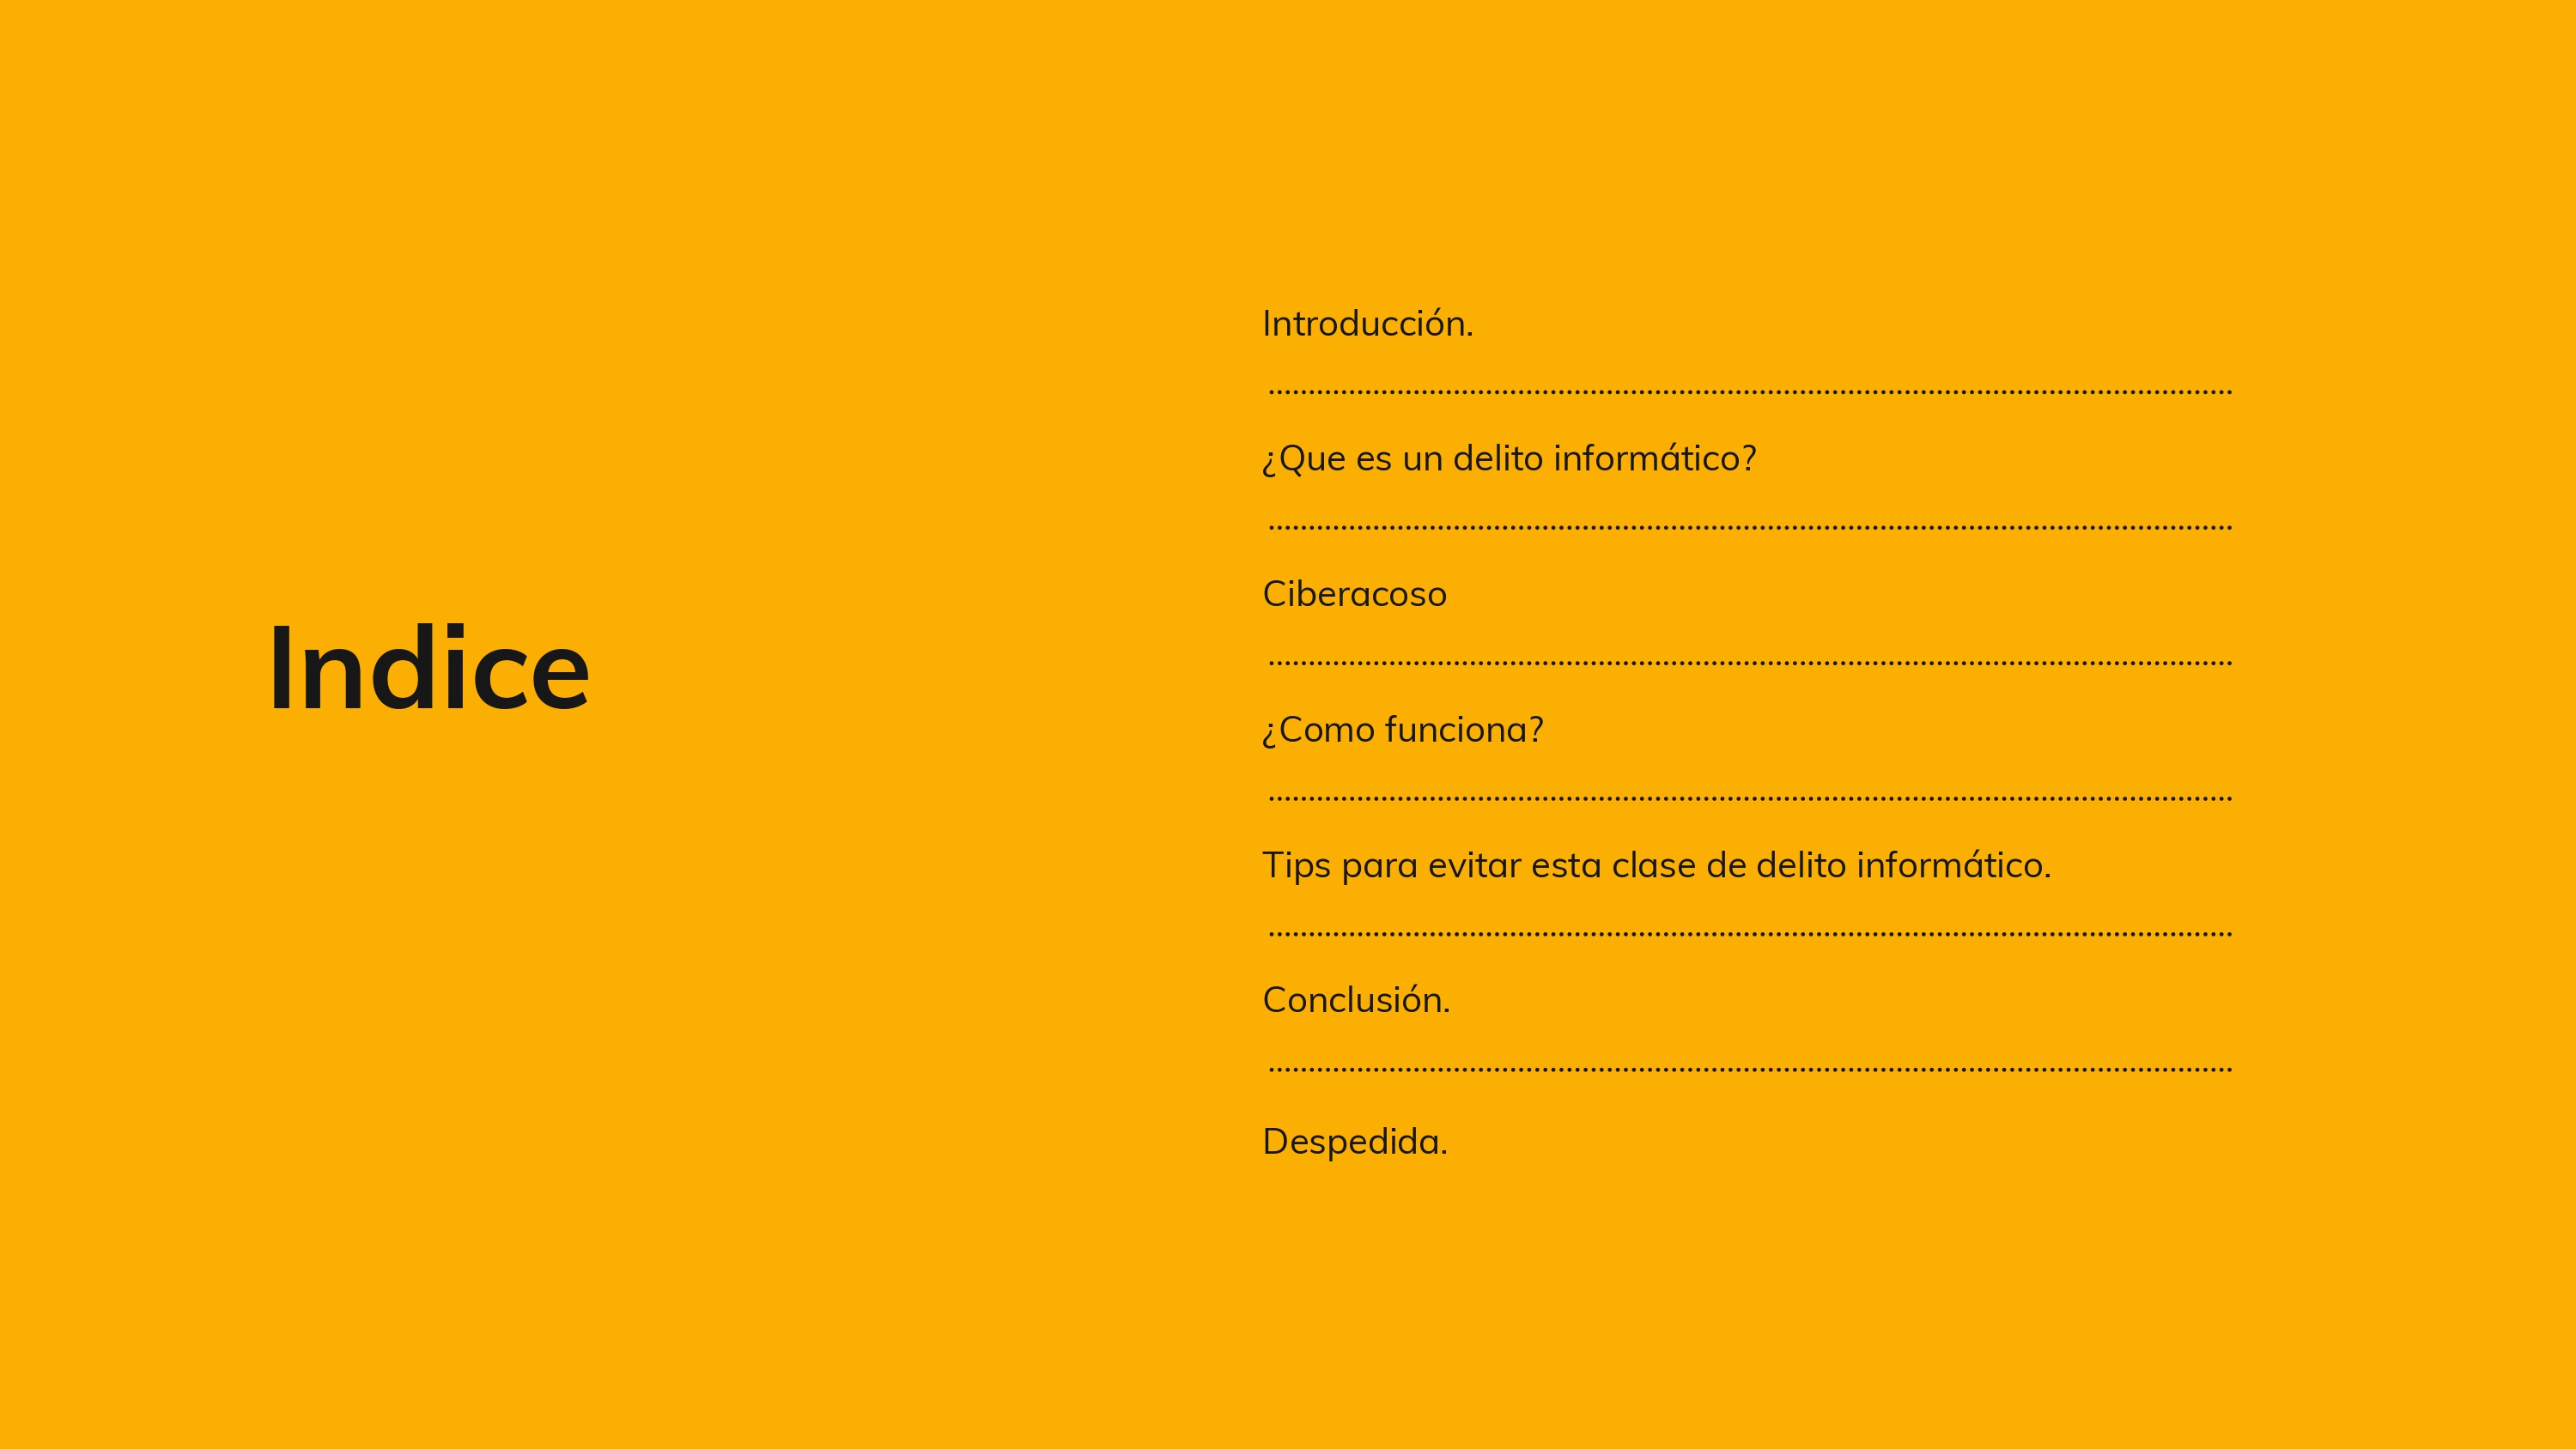 Indice
Introducción.
¿Que es un delito informático?
Ciberacoso
¿Como funciona?
Tips para evitar esta clase de delito informático.
Conclusión.
Despedida.